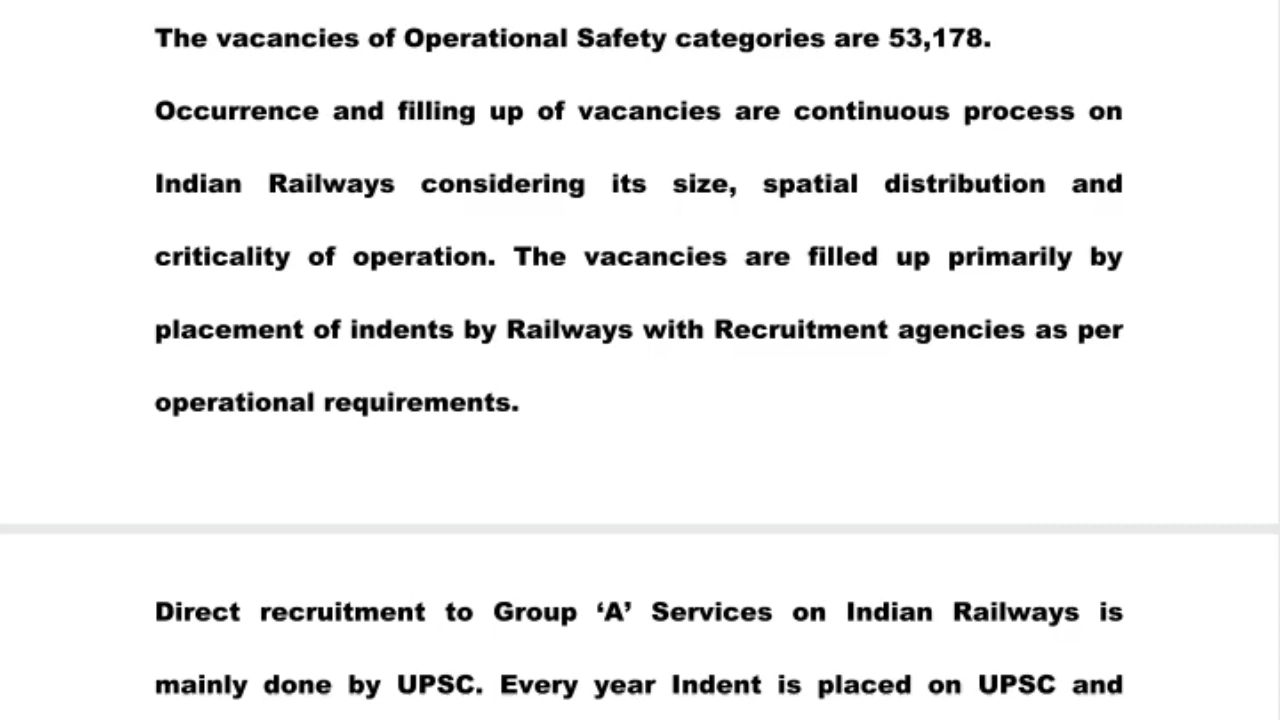 The vacancies of Operational Safety categories are 53,178.
Occurrence and filling up of vacancies are continuous process on
Indian Railways considering its size, spatial distribution and
criticality of operation. The vacancies are filled up primarily by
placement of indents by Railways with Recruitment agencies as per
operational requirements.
Direct recruitment to Group ‘A’ Services on Indian Railways is
mainly done by UPSC. Every year Indent is placed on UPSC and